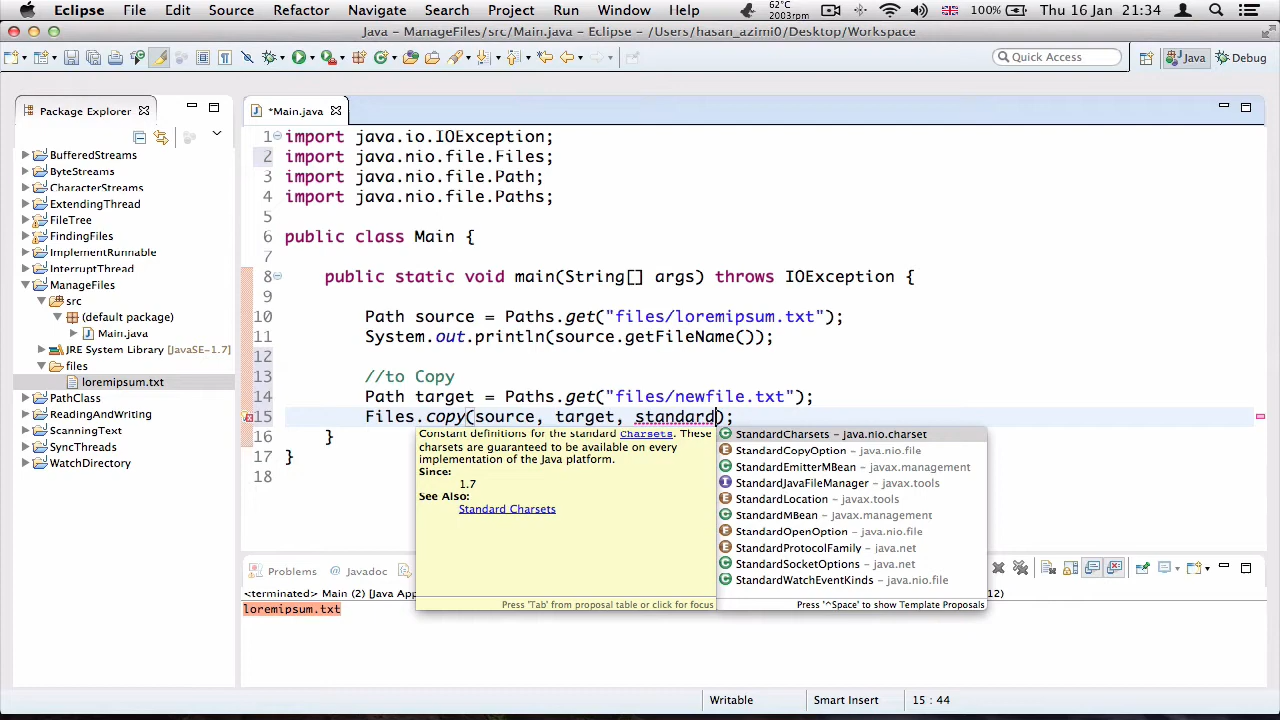 Eclipse File Edit Source Refactor Navigate Search Project Run Window Help 62°C 2003rpm 100% Thu 16 Jan 21:34
Java - ManageFiles/src/Main.java - Eclipse - /Users/hasan_azimi0/Desktop/Workspace
Quick Access Java Debug
Package Explorer
BufferedStreams
ByteStreams
CharacterStreams
ExtendingThread
FileTree
FindingFiles
ImplementRunnable
InterruptThread
ManageFiles
src
(default package)
Main.java
JRE System Library [JavaSE-1.7]
files
loremipsum.txt
PathClass
ReadingAndWriting
ScanningText
SyncThreads
WatchDirectory
*Main.java
1 import java.io.IOException;
2 import java.nio.file.Files;
3 import java.nio.file.Path;
4 import java.nio.file.Paths;
5
6 public class Main {
7
8 public static void main(String[] args) throws IOException {
9
10 Path source = Paths.get("files/loremipsum.txt");
11 System.out.println(source.getFileName());
12
13 //to Copy
14 Path target = Paths.get("files/newfile.txt");
15 Files.copy(source, target, standard);
16 }
17 }
18
Constant definitions for the standard Charsets. These
charsets are guaranteed to be available on every
implementation of the Java platform.
Since:
1.7
See Also:
Standard Charsets
Press 'Tab' from proposal table or click for focus
StandardCharsets - java.nio.charset
StandardCopyOption - java.nio.file
StandardEmitterMBean - javax.management
StandardJavaFileManager - javax.tools
StandardLocation - javax.tools
StandardMBean - javax.management
StandardOpenOption - java.nio.file
StandardProtocolFamily - java.net
StandardSocketOptions - java.net
StandardWatchEventKinds - java.nio.file
Press '^Space' to show Template Proposals
Problems @ Javadoc
<terminated> Main (2) [Java App 12)
loremipsum.txt
Writable Smart Insert 15 : 44